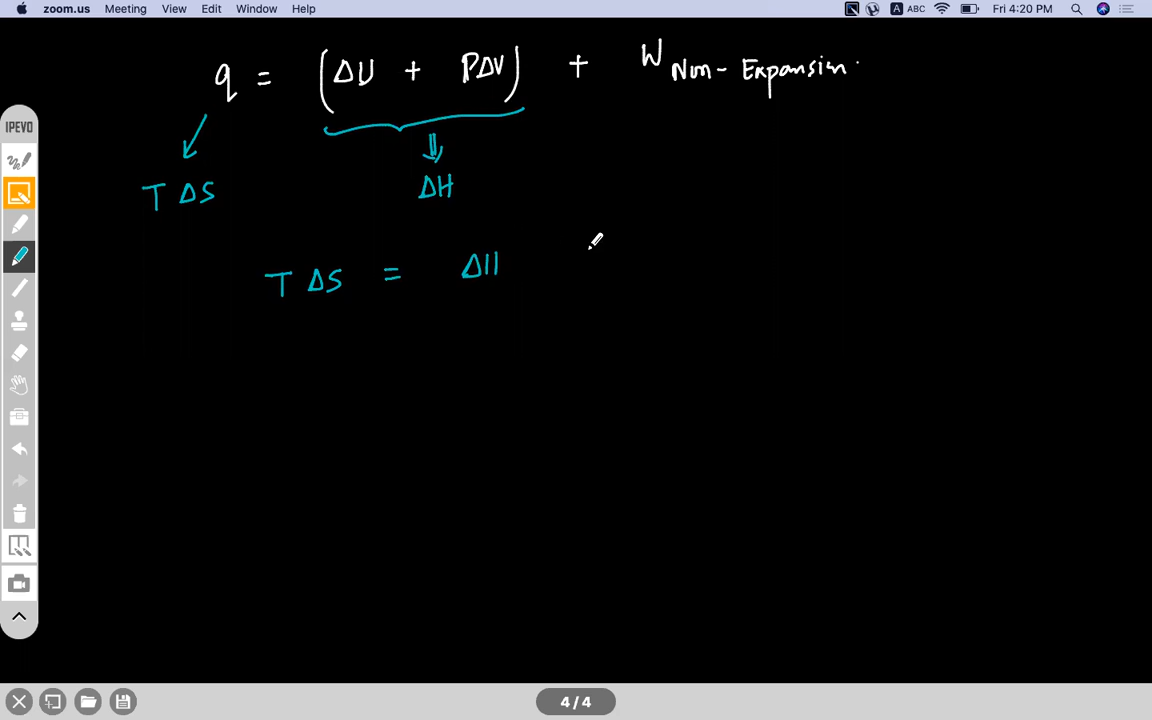 zoom.us Meeting View Edit Window Help A ABC Fri 4:20 PM
q = (ΔU + PΔV) + W Non-Expansion.
IPEVO
TΔS ΔH
TΔS = ΔH
4 / 4